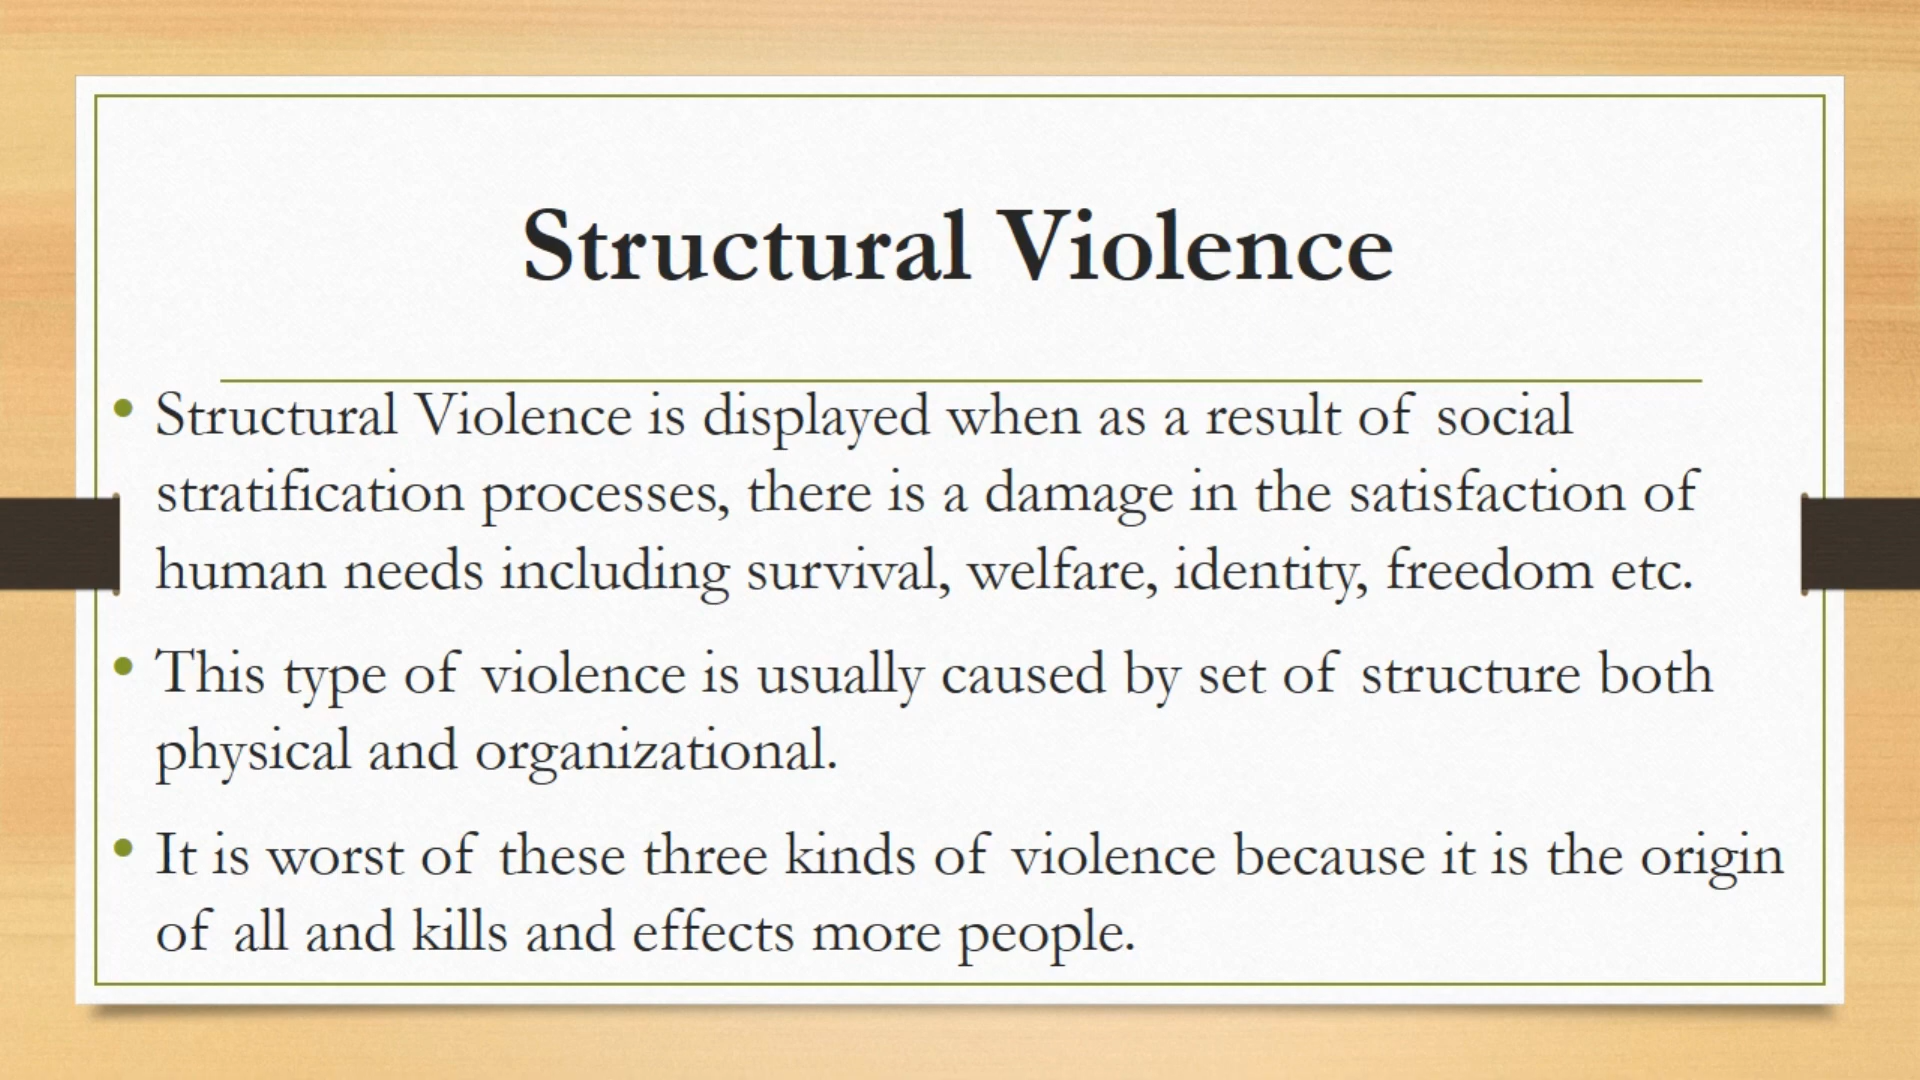 Structural Violence
• Structural Violence is displayed when as a result of social
stratification processes, there is a damage in the satisfaction of
human needs including survival, welfare, identity, freedom etc.
• This type of violence is usually caused by set of structure both
physical and organizational.
• It is worst of these three kinds of violence because it is the origin
of all and kills and effects more people.